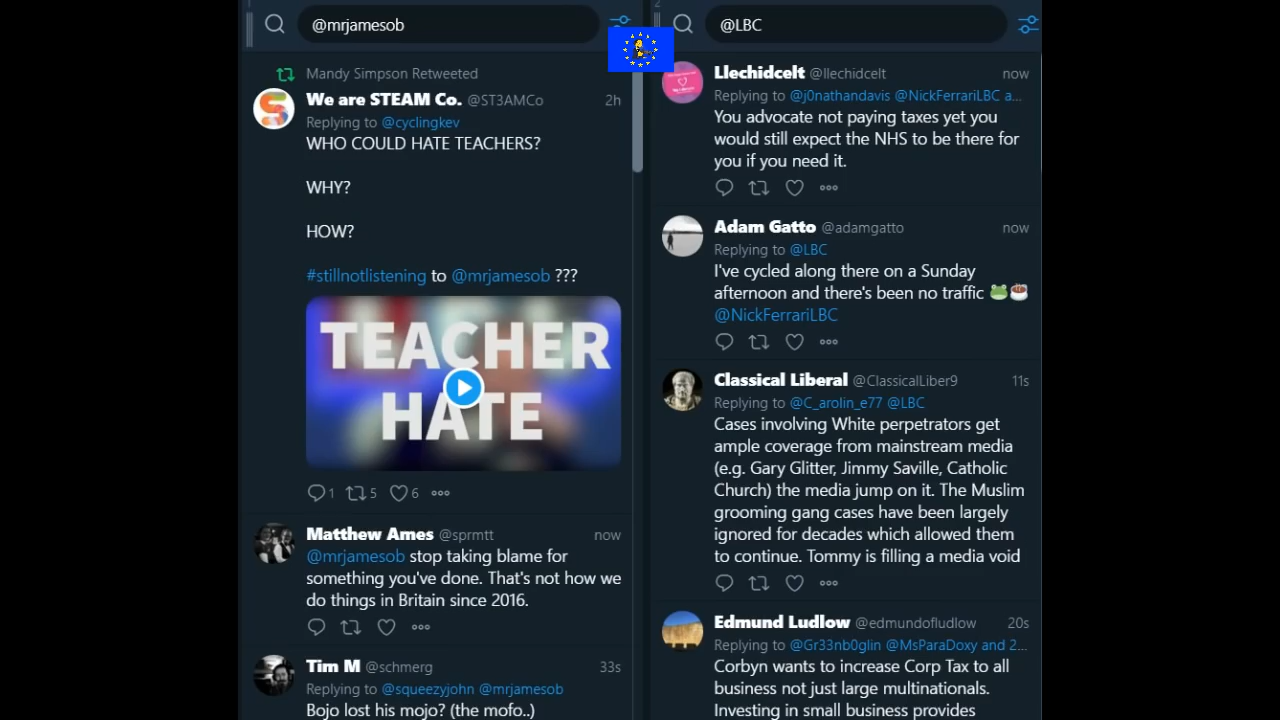 1
@mrjamesob
Mandy Simpson Retweeted
We are STEAM Co. @ST3AMCo 2h
Replying to @cyclingkev
WHO COULD HATE TEACHERS?
WHY?
HOW?
#stillnotlistening to @mrjamesob ???
TEACHER
HATE
1 5 6
Matthew Ames @sprmtt now
@mrjamesob stop taking blame for
something you've done. That's not how we
do things in Britain since 2016.
Tim M @schmerg 33s
Replying to @squeezyjohn @mrjamesob
Bojo lost his mojo? (the mofo..)
2
@LBC
Llechidcelt @llechidcelt now
Replying to @j0nathandavis @NickFerrariLBC a...
You advocate not paying taxes yet you
would still expect the NHS to be there for
you if you need it.
Adam Gatto @adamgatto now
Replying to @LBC
I've cycled along there on a Sunday
afternoon and there's been no traffic 🐸☕
@NickFerrariLBC
Classical Liberal @ClassicalLiber9 11s
Replying to @C_arolin_e77 @LBC
Cases involving White perpetrators get
ample coverage from mainstream media
(e.g. Gary Glitter, Jimmy Saville, Catholic
Church) the media jump on it. The Muslim
grooming gang cases have been largely
ignored for decades which allowed them
to continue. Tommy is filling a media void
Edmund Ludlow @edmundofludlow 20s
Replying to @Gr33nb0glin @MsParaDoxy and 2...
Corbyn wants to increase Corp Tax to all
business not just large multinationals.
Investing in small business provides